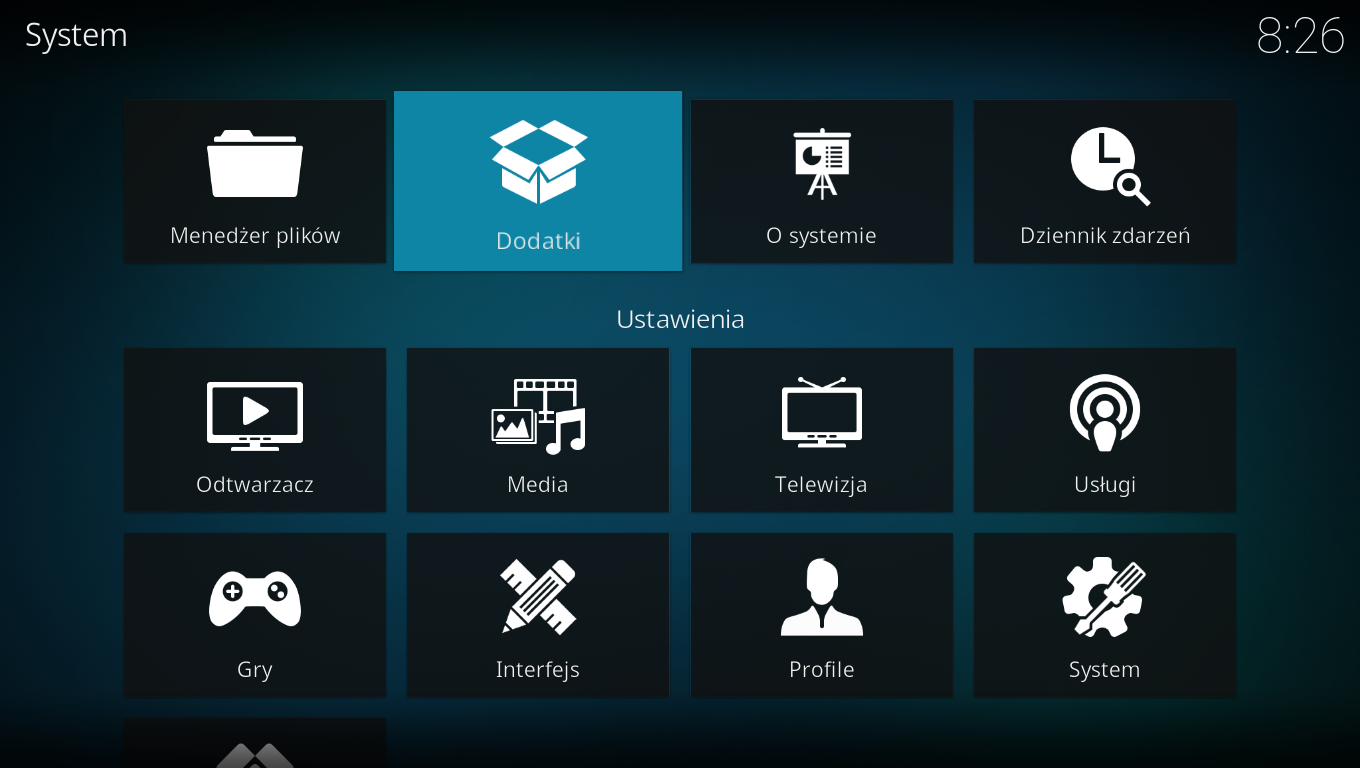 System
8:26
Menedżer plików
Dodatki
O systemie
Dziennik zdarzeń
Ustawienia
Odtwarzacz
Media
Telewizja
Usługi
Gry
Interfejs
Profile
System